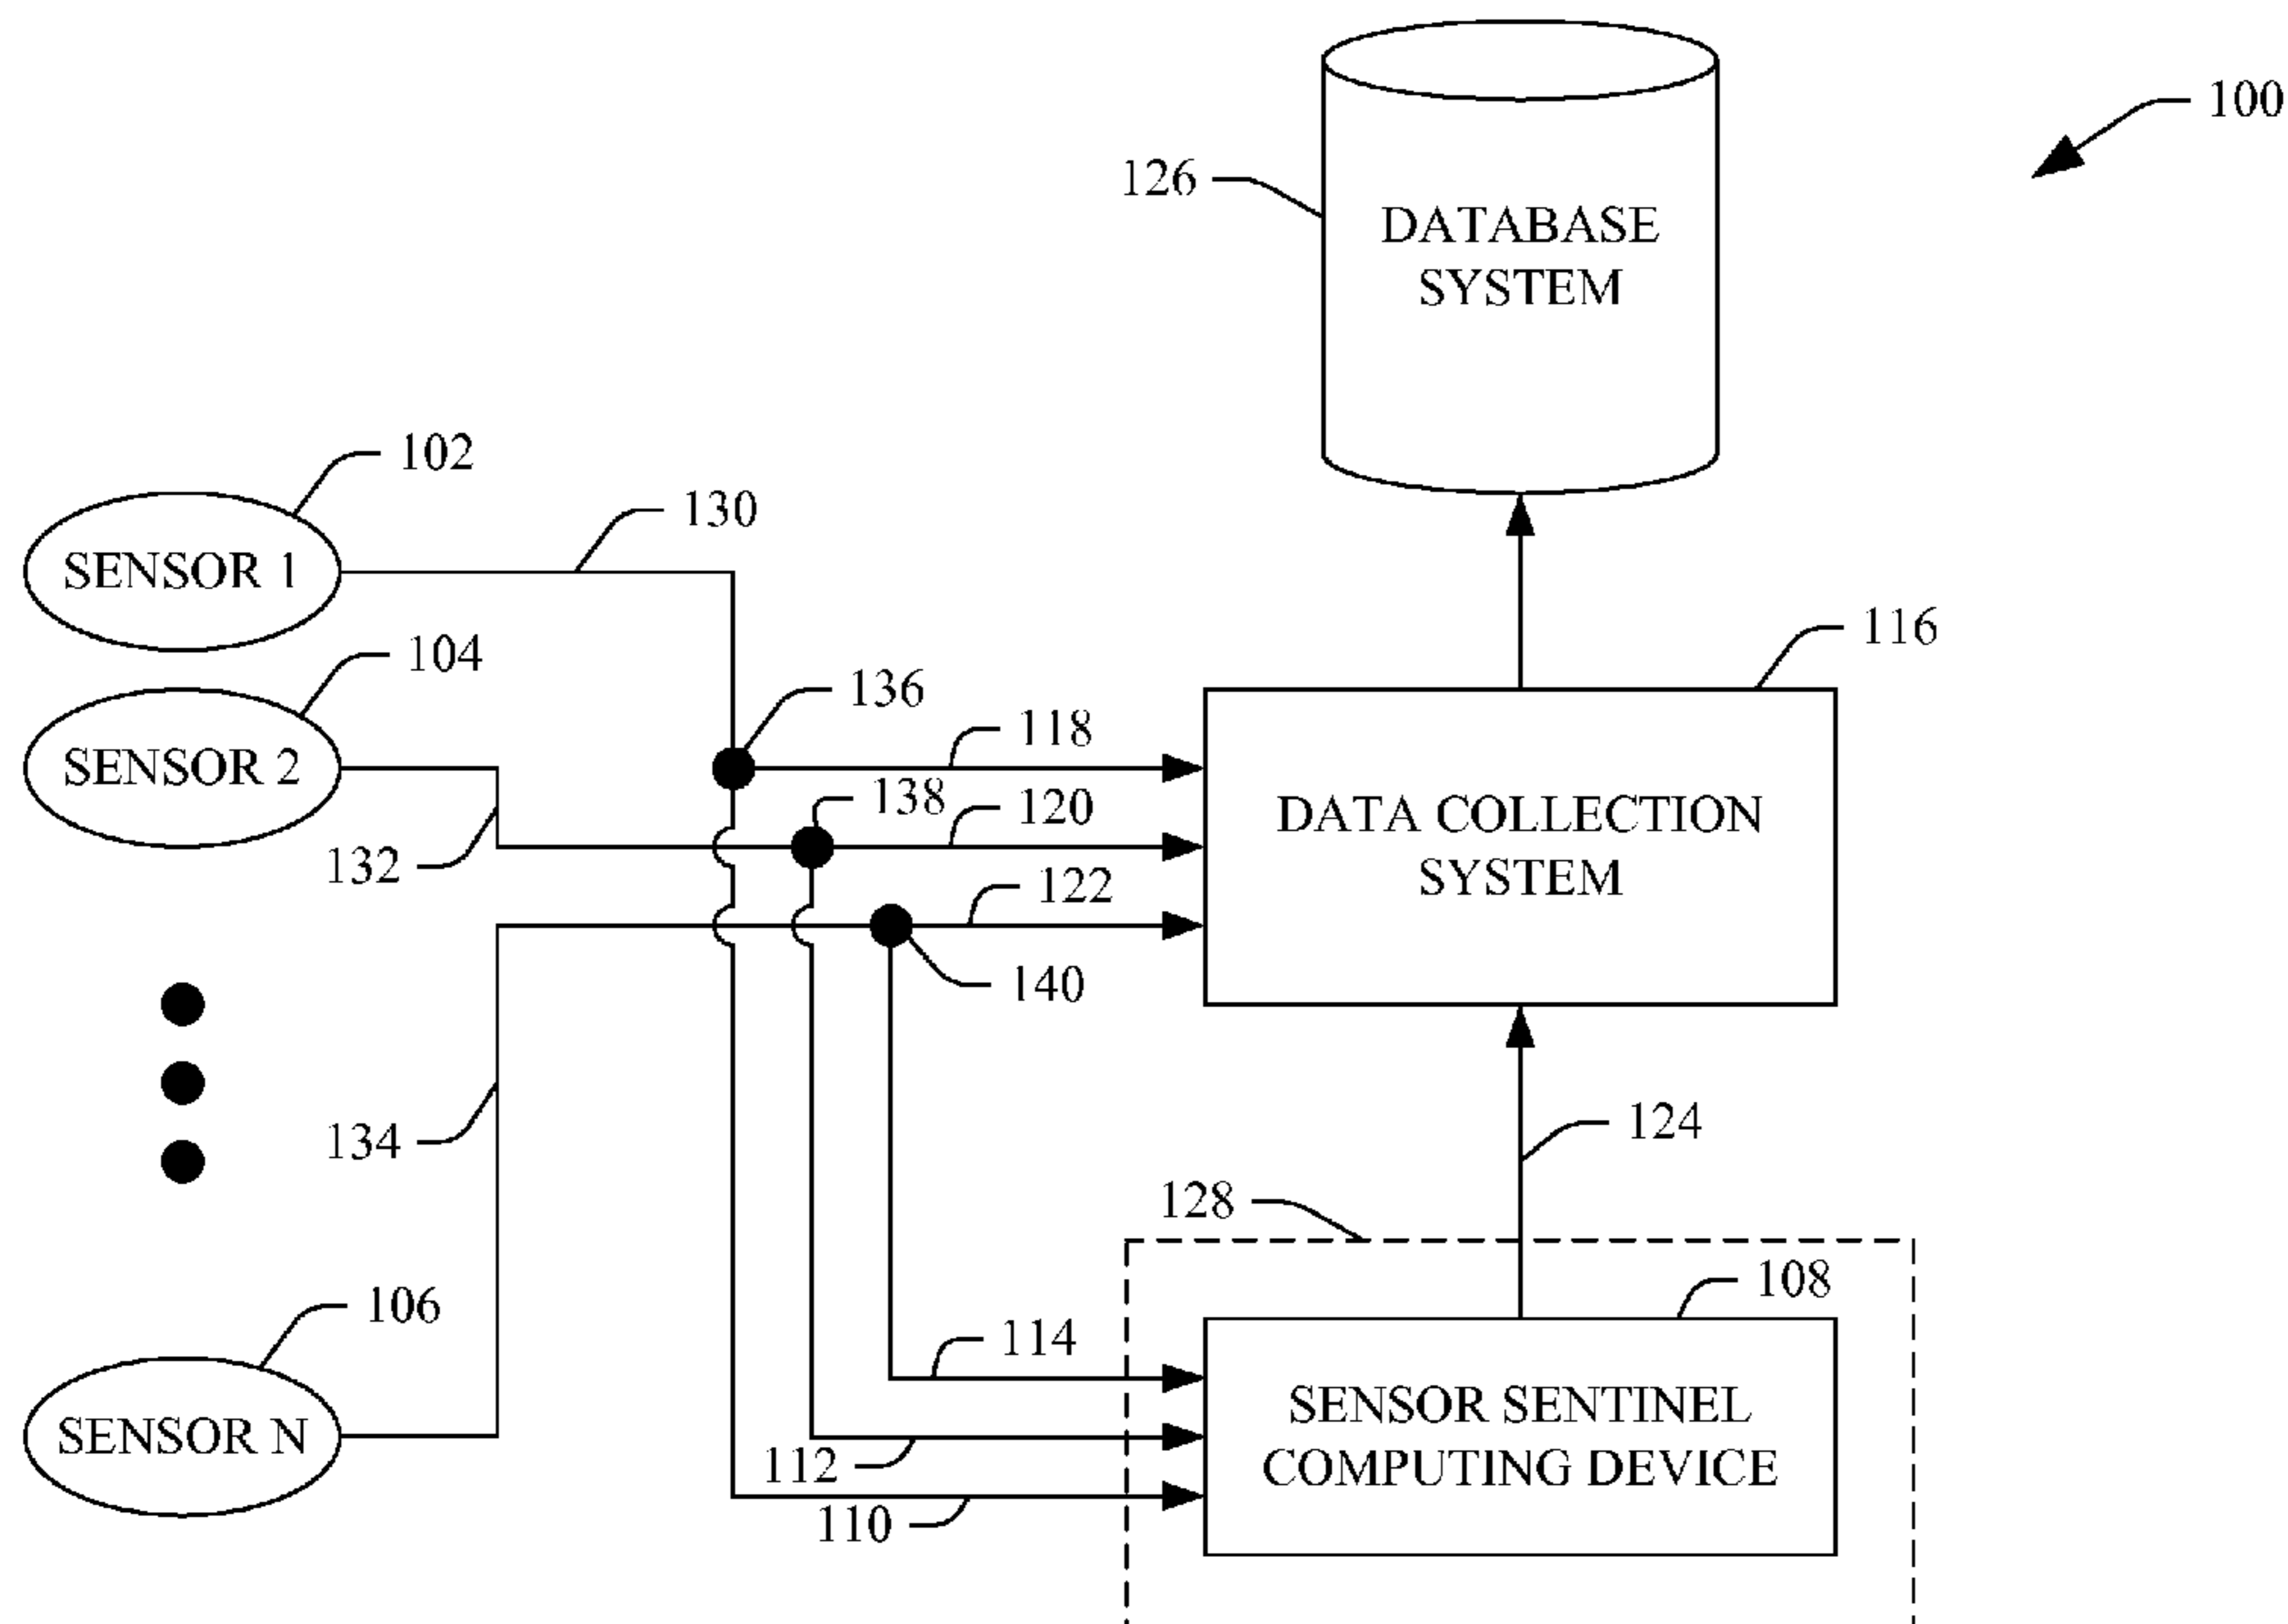 100
126
DATABASE
SYSTEM
102
130
SENSOR 1
116
104
136
118
SENSOR 2
138
120
DATA COLLECTION
SYSTEM
132
122
140
134
124
128
108
106
114
SENSOR SENTINEL
COMPUTING DEVICE
SENSOR N
112
110